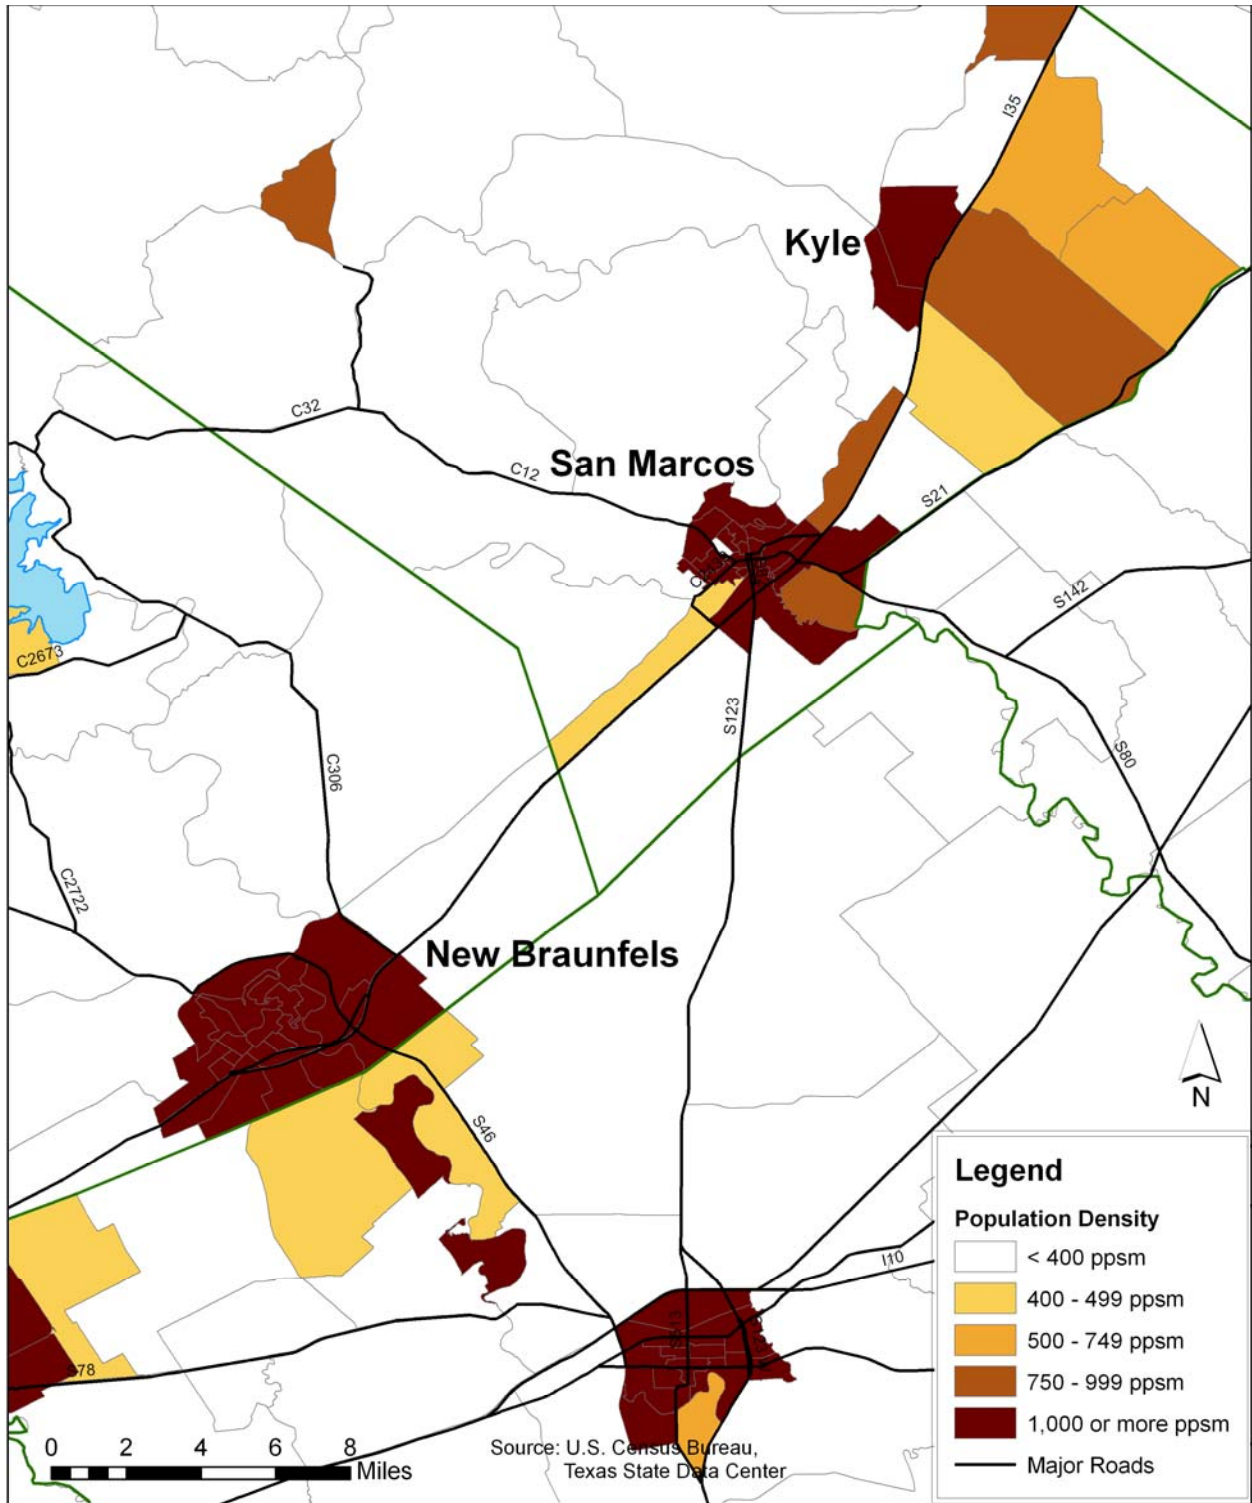 I35
Kyle
C32
San Marcos
C12
S21
S142
C2673
S123
C306
S80
C2722
New Braunfels
N
S46
Legend
Population Density
< 400 ppsm
I10
400 - 499 ppsm
500 - 749 ppsm
S78
750 - 999 ppsm
1,000 or more ppsm
0 2 4 6 8
Miles
Source: U.S. Census Bureau,
Texas State Data Center
Major Roads